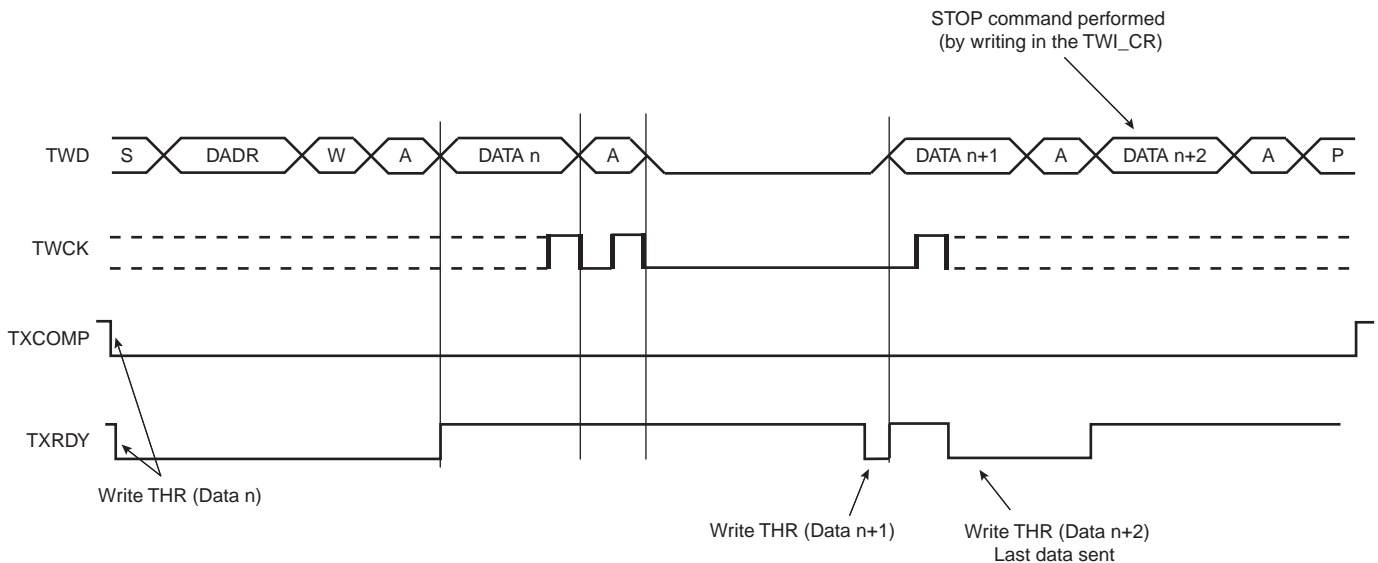 STOP command performed
(by writing in the TWI_CR)
TWD S DADR W A DATA n A DATA n+1 A DATA n+2 A P
TWCK
TXCOMP
TXRDY
Write THR (Data n)
Write THR (Data n+1)
Write THR (Data n+2)
Last data sent